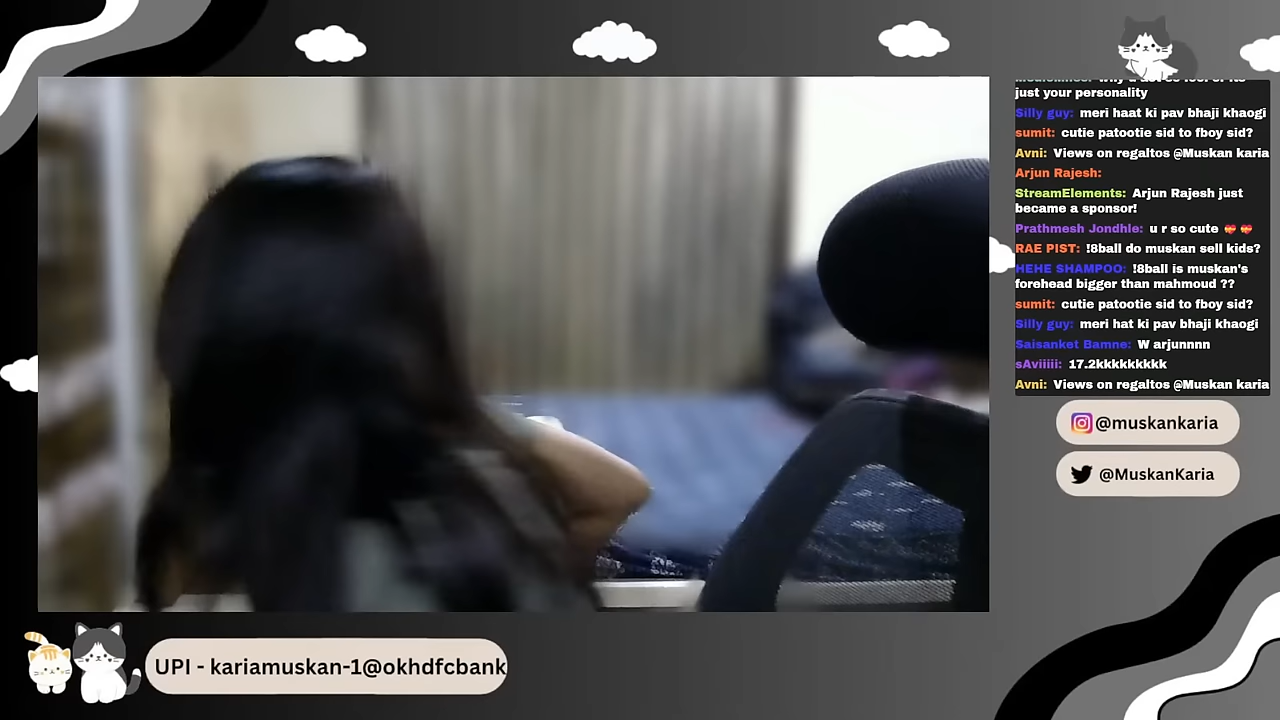 just your personality
Silly guy: meri haat ki pav bhaji khaogi
sumit: cutie patootie sid to fboy sid?
Avni: Views on regaltos @Muskan karia
Arjun Rajesh:
StreamElements: Arjun Rajesh just
became a sponsor!
Prathmesh Jondhle: u r so cute 💝 💝
RAE PIST: !8ball do muskan sell kids?
HEHE SHAMPOO: !8ball is muskan's
forehead bigger than mahmoud ??
sumit: cutie patootie sid to fboy sid?
Silly guy: meri hat ki pav bhaji khaogi
Saisanket Bamne: W arjunnnn
sAviiiii: 17.2kkkkkkkkk
Avni: Views on regaltos @Muskan karia
@muskankaria
@MuskanKaria
UPI - kariamuskan-1@okhdfcbank